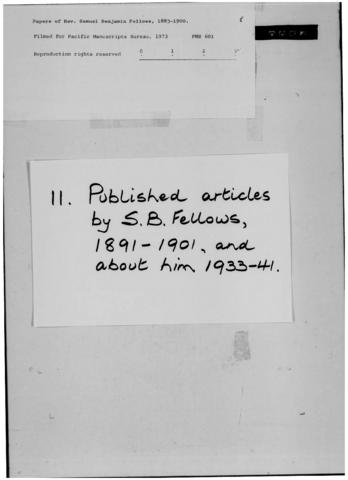 Papers of Rev. Samuel Benjamin Fellows, 1883-1900.
Filmed for Pacific Manuscripts Bureau, 1973 PMB 601
Reproduction rights reserved 0 1 2
11. Published articles
by S.B. Fellows,
1891-1901, and
about him 1933-41.